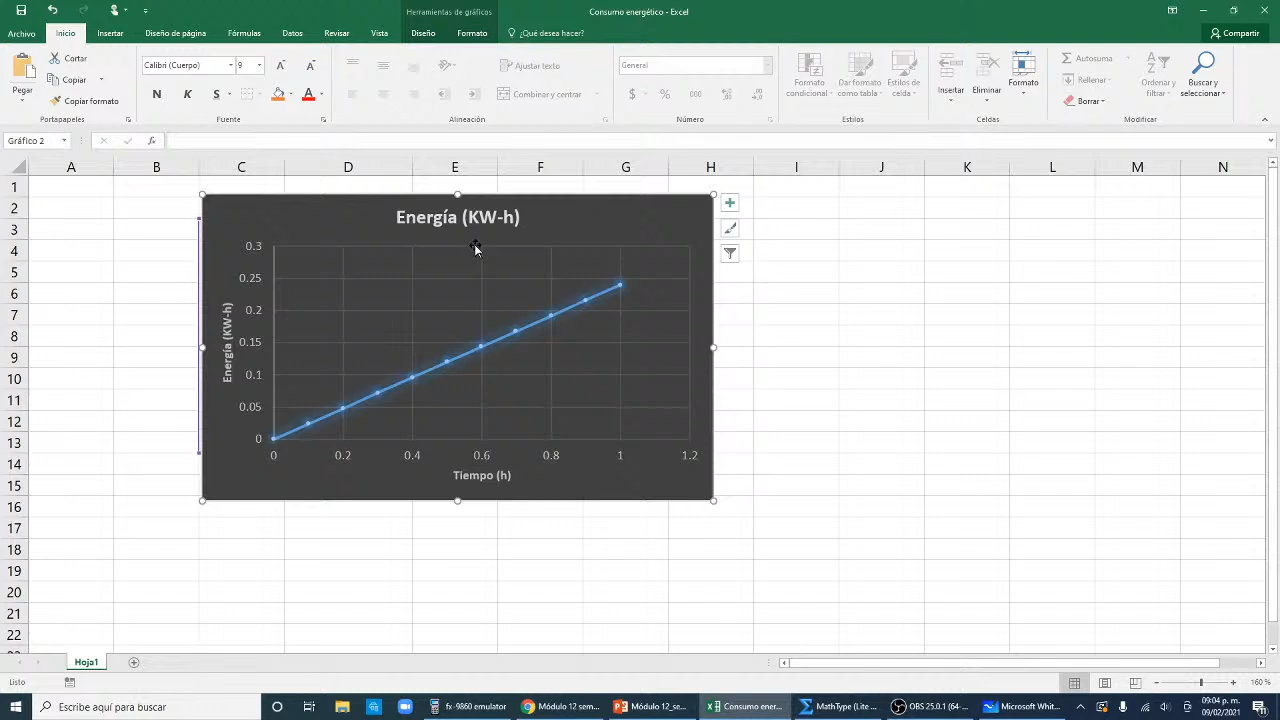 Herramientas de gráficos
Consumo energético - Excel
Archivo Inicio Insertar Diseño de página Fórmulas Datos Revisar Vista Diseño Formato ¿Qué desea hacer? Compartir
Pegar
Cortar
Copiar
Copiar formato
Portapapeles
Calibri (Cuerpo) 9
N K S
Fuente
Ajustar texto
Combinar y centrar
Alineación
General
$ % 000
Número
Formato condicional
Dar formato como tabla
Estilos de celda
Estilos
Insertar Eliminar Formato
Celdas
Autosuma
Rellenar
Borrar
Ordenar y filtrar
Buscar y seleccionar
Modificar
Gráfico 2
fx
A B C D E F G H I J K L M N
1
2
3
4
5
6
7
8
9
10
11
12
13
14
15
16
17
18
19
20
21
22
Energía (KW-h)
0.3
0.25
0.2
0.15
0.1
0.05
0
Energía (KW-h)
0 0.2 0.4 0.6 0.8 1 1.2
Tiempo (h)
Hoja1
Listo
160 %
Escribe aquí para buscar
fx-9860 emulator
Módulo 12 sem...
Módulo 12_se...
Consumo ener...
MathType (Lite ...
OBS 25.0.1 (64-...
Microsoft Whit...
09:04 p. m.
09/02/2021